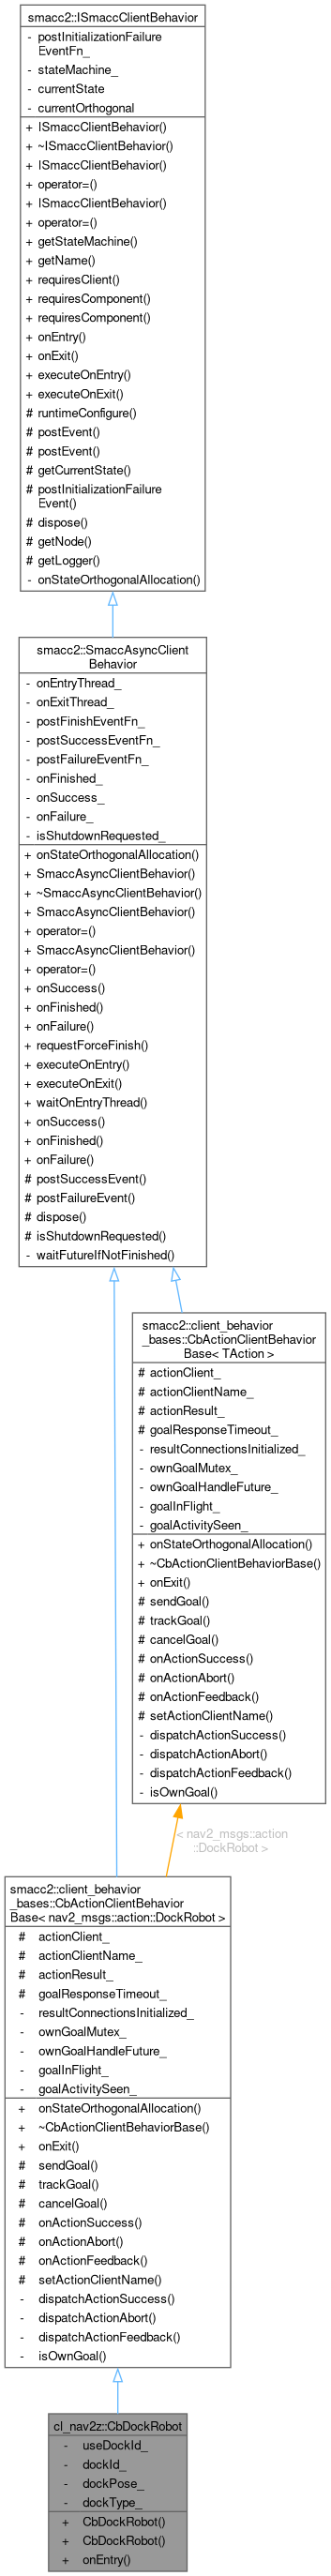 smacc2::ISmaccClientBehavior
- postInitializationFailure
EventFn_
- stateMachine_
- currentState
- currentOrthogonal
+ ISmaccClientBehavior()
+ ~ISmaccClientBehavior()
+ ISmaccClientBehavior()
+ operator=()
+ ISmaccClientBehavior()
+ operator=()
+ getStateMachine()
+ getName()
+ requiresClient()
+ requiresComponent()
+ requiresComponent()
+ onEntry()
+ onExit()
+ executeOnEntry()
+ executeOnExit()
# runtimeConfigure()
# postEvent()
# postEvent()
# getCurrentState()
# postInitializationFailure
Event()
# dispose()
# getNode()
# getLogger()
- onStateOrthogonalAllocation()
smacc2::SmaccAsyncClient
Behavior
- onEntryThread_
- onExitThread_
- postFinishEventFn_
- postSuccessEventFn_
- postFailureEventFn_
- onFinished_
- onSuccess_
- onFailure_
- isShutdownRequested_
+ onStateOrthogonalAllocation()
+ SmaccAsyncClientBehavior()
+ ~SmaccAsyncClientBehavior()
+ SmaccAsyncClientBehavior()
+ operator=()
+ SmaccAsyncClientBehavior()
+ operator=()
+ onSuccess()
+ onFinished()
+ onFailure()
+ requestForceFinish()
+ executeOnEntry()
+ executeOnExit()
+ waitOnEntryThread()
+ onSuccess()
+ onFinished()
+ onFailure()
# postSuccessEvent()
# postFailureEvent()
# dispose()
# isShutdownRequested()
- waitFutureIfNotFinished()
smacc2::client_behavior
_bases::CbActionClientBehavior
Base< TAction >
# actionClient_
# actionClientName_
# actionResult_
# goalResponseTimeout_
- resultConnectionsInitialized_
- ownGoalMutex_
- ownGoalHandleFuture_
- goalInFlight_
- goalActivitySeen_
+ onStateOrthogonalAllocation()
+ ~CbActionClientBehaviorBase()
+ onExit()
# sendGoal()
# trackGoal()
# cancelGoal()
# onActionSuccess()
# onActionAbort()
# onActionFeedback()
# setActionClientName()
- dispatchActionSuccess()
- dispatchActionAbort()
- dispatchActionFeedback()
- isOwnGoal()
< nav2_msgs::action
::DockRobot >
smacc2::client_behavior
_bases::CbActionClientBehavior
Base< nav2_msgs::action::DockRobot >
# actionClient_
# actionClientName_
# actionResult_
# goalResponseTimeout_
- resultConnectionsInitialized_
- ownGoalMutex_
- ownGoalHandleFuture_
- goalInFlight_
- goalActivitySeen_
+ onStateOrthogonalAllocation()
+ ~CbActionClientBehaviorBase()
+ onExit()
# sendGoal()
# trackGoal()
# cancelGoal()
# onActionSuccess()
# onActionAbort()
# onActionFeedback()
# setActionClientName()
- dispatchActionSuccess()
- dispatchActionAbort()
- dispatchActionFeedback()
- isOwnGoal()
cl_nav2z::CbDockRobot
- useDockId_
- dockId_
- dockPose_
- dockType_
+ CbDockRobot()
+ CbDockRobot()
+ onEntry()